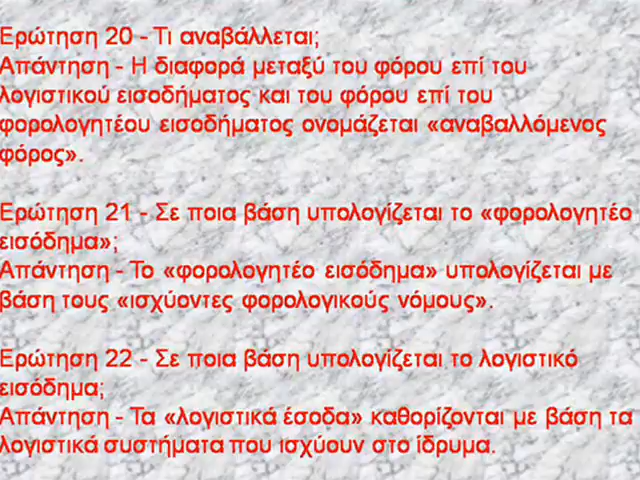 Ερώτηση 20 - Τι αναβάλλεται;
Απάντηση - Η διαφορά μεταξύ του φόρου επί του
λογιστικού εισοδήματος και του φόρου επί του
φορολογητέου εισοδήματος ονομάζεται «αναβαλλόμενος
φόρος».
Ερώτηση 21 - Σε ποια βάση υπολογίζεται το «φορολογητέο
εισόδημα»;
Απάντηση - Το «φορολογητέο εισόδημα» υπολογίζεται με
βάση τους «ισχύοντες φορολογικούς νόμους».
Ερώτηση 22 - Σε ποια βάση υπολογίζεται το λογιστικό
εισόδημα;
Απάντηση - Τα «λογιστικά έσοδα» καθορίζονται με βάση τα
λογιστικά συστήματα που ισχύουν στο ίδρυμα.